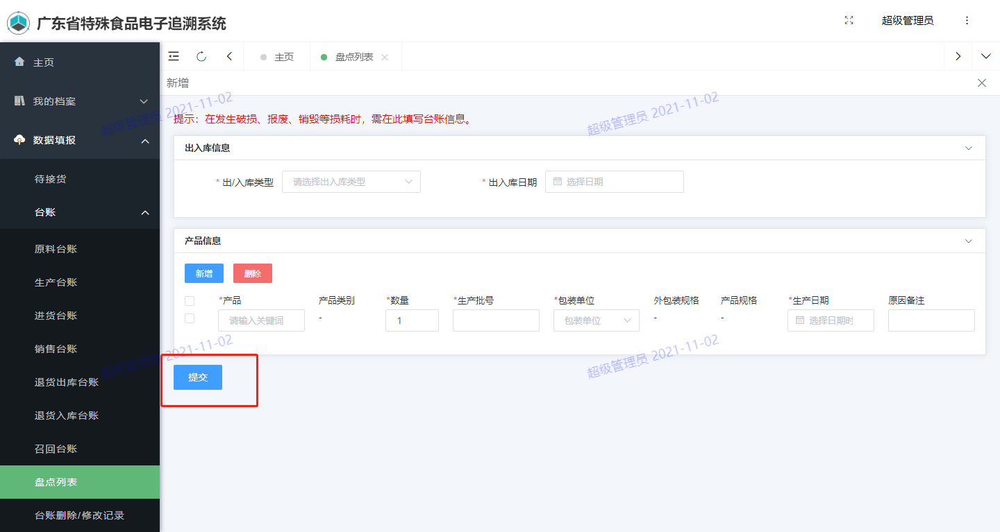 广东省特殊食品电子追溯系统
超级管理员
主页
我的档案
数据填报
待接货
台账
原料台账
生产台账
进货台账
销售台账
退货出库台账
退货入库台账
召回台账
盘点列表
台账删除/修改记录
主页
盘点列表
新增
超级管理员 2021-11-02
超级管理员 2021-11-02
提示：在发生破损、报废、销毁等损耗时，需在此填写台账信息。
出入库信息
*出/入库类型 请选择出入库类型 *出入库日期 选择日期
产品信息
新增 删除
*产品 产品类别 *数量 *生产批号 *包装单位 外包装规格 产品规格 *生产日期 原因备注
请输入关键词 - 1 包装单位 - - 选择日期时
超级管理员 2021-11-02
超级管理员 2021-11-02
提交